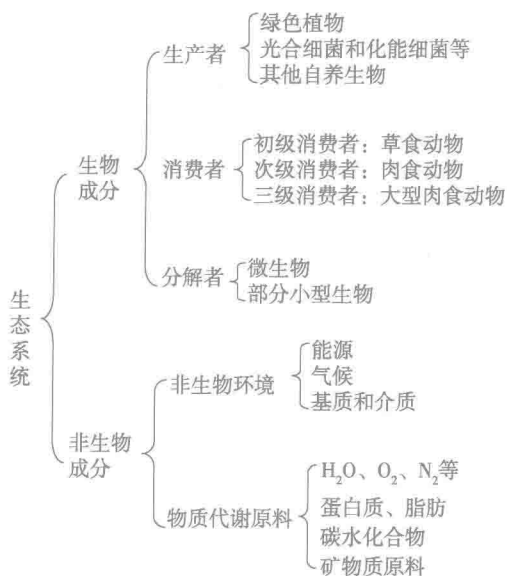 生态系统
生物成分
生产者
绿色植物
光合细菌和化能细菌等
其他自养生物
消费者
初级消费者：草食动物
次级消费者：肉食动物
三级消费者：大型肉食动物
分解者
微生物
部分小型生物
非生物成分
非生物环境
能源
气候
基质和介质
物质代谢原料
H₂O、O₂、N₂等
蛋白质、脂肪
碳水化合物
矿物质原料